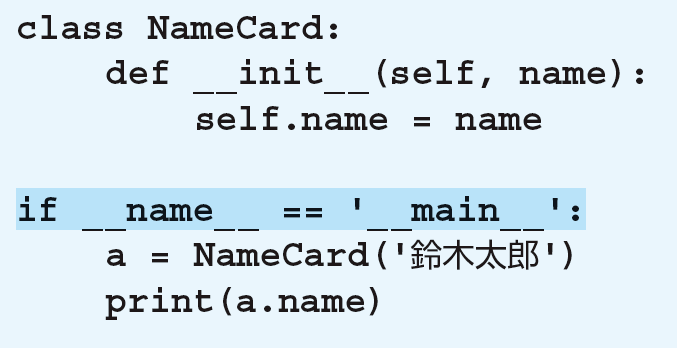 class NameCard:
    def __init__(self, name):
        self.name = name
if __name__ == '__main__':
    a = NameCard('鈴木太郎')
    print(a.name)